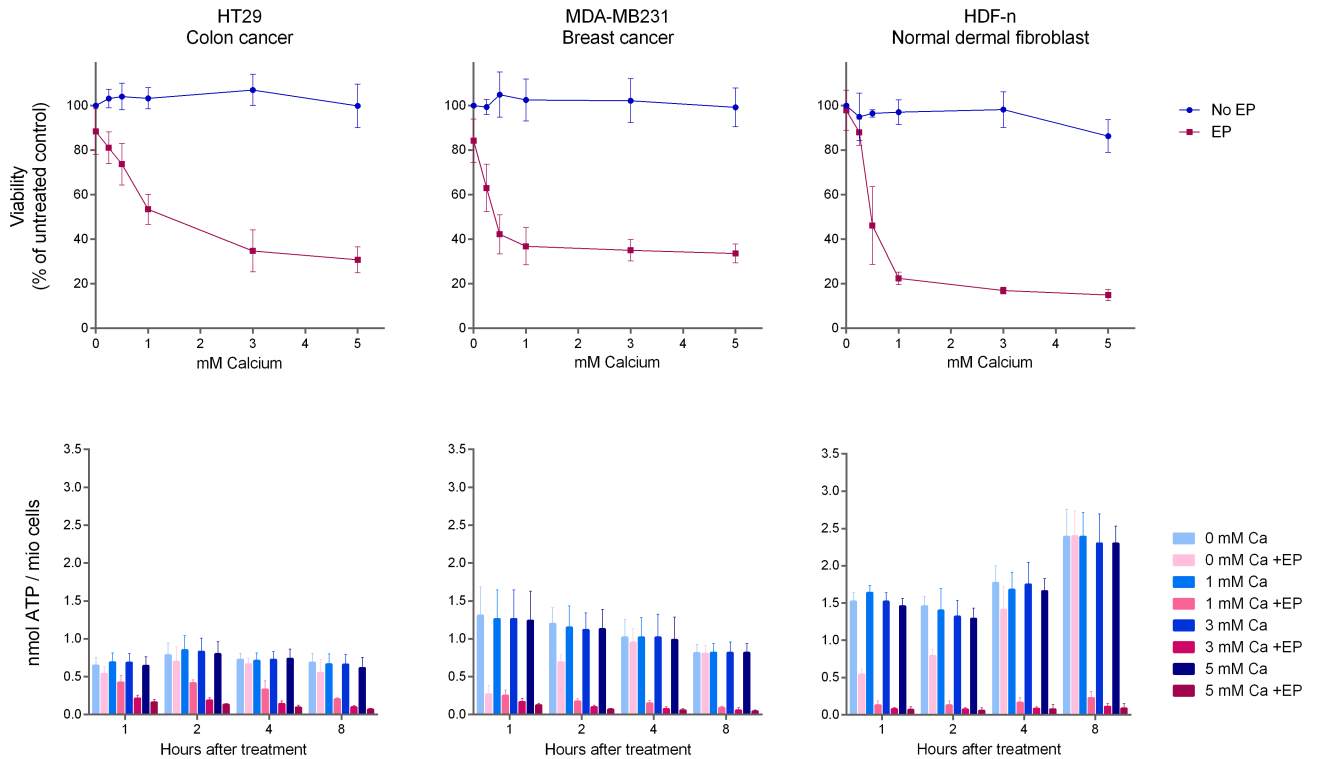 HT29
Colon cancer
MDA-MB231
Breast cancer
HDF-n
Normal dermal fibroblast
Viability
(% of untreated control)
100
80
60
40
20
0
0 1 2 3 4 5
mM Calcium
100
80
60
40
20
0
0 1 2 3 4 5
mM Calcium
100
80
60
40
20
0
0 1 2 3 4 5
mM Calcium
No EP
EP
nmol ATP / mio cells
3.5
3.0
2.5
2.0
1.5
1.0
0.5
0.0
1 2 4 8
Hours after treatment
3.5
3.0
2.5
2.0
1.5
1.0
0.5
0.0
1 2 4 8
Hours after treatment
3.5
3.0
2.5
2.0
1.5
1.0
0.5
0.0
1 2 4 8
Hours after treatment
0 mM Ca
0 mM Ca +EP
1 mM Ca
1 mM Ca +EP
3 mM Ca
3 mM Ca +EP
5 mM Ca
5 mM Ca +EP